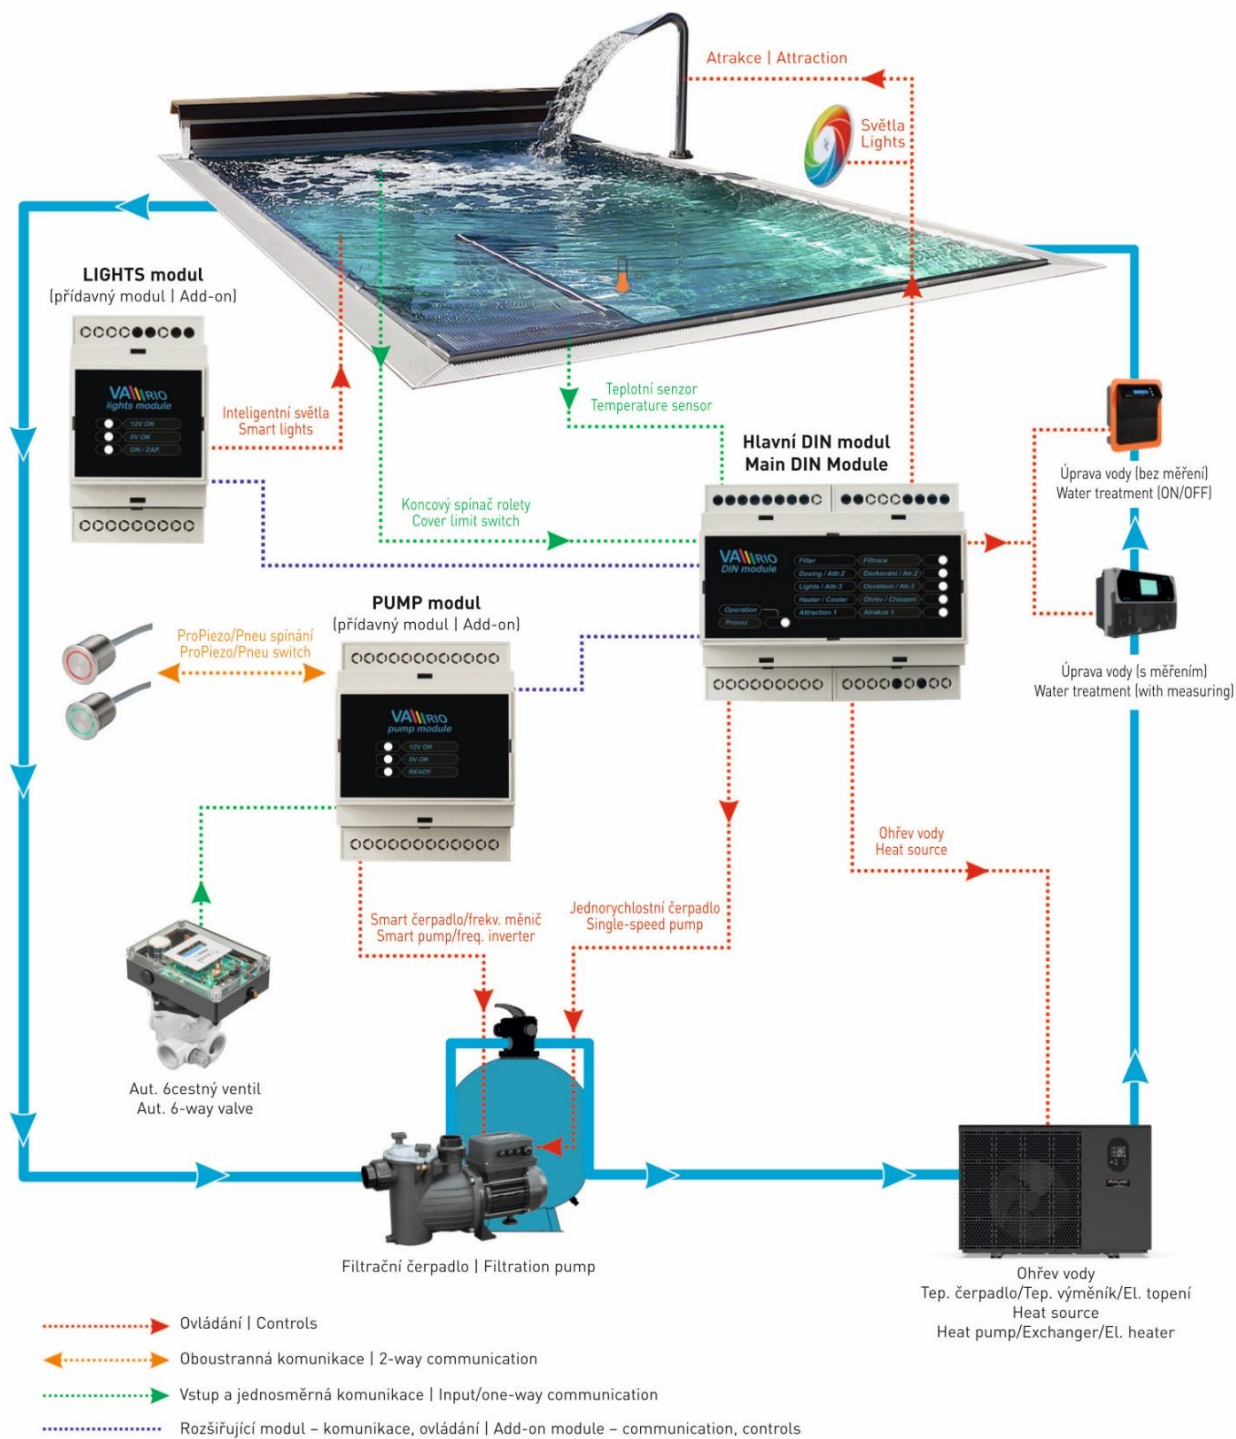 Atrakce | Attraction
Světla
Lights
LIGHTS modul
(přídavný modul | Add-on)
VARIO
lights module
12V OK
5V OK
ON / ZAP.
Inteligentní světla
Smart lights
Teplotní senzor
Temperature sensor
Koncový spínač rolety
Cover limit switch
Hlavní DIN modul
Main DIN Module
VARIO
DIN module
Filter
Filtrace
Dosing / Attr.2
Dávkování / Atr.2
Lights / Attr.3
Osvětlení / Atr.3
Heater / Cooler
Ohřev / Chlazení
Attraction 1
Atrakce 1
Operation
Provoz
Úprava vody (bez měření)
Water treatment (ON/OFF)
Úprava vody (s měřením)
Water treatment (with measuring)
PUMP modul
(přídavný modul | Add-on)
ProPiezo/Pneu spínání
ProPiezo/Pneu switch
VARIO
pump module
12V OK
5V OK
READY
Ohřev vody
Heat source
Smart čerpadlo/frekv. měnič
Smart pump/freq. inverter
Jednorychlostní čerpadlo
Single-speed pump
Aut. 6cestný ventil
Aut. 6-way valve
Filtrační čerpadlo | Filtration pump
Ohřev vody
Tep. čerpadlo/Tep. výměník/El. topení
Heat source
Heat pump/Exchanger/El. heater
Ovládání | Controls
Oboustranná komunikace | 2-way communication
Vstup a jednosměrná komunikace | Input/one-way communication
Rozšiřující modul – komunikace, ovládání | Add-on module – communication, controls